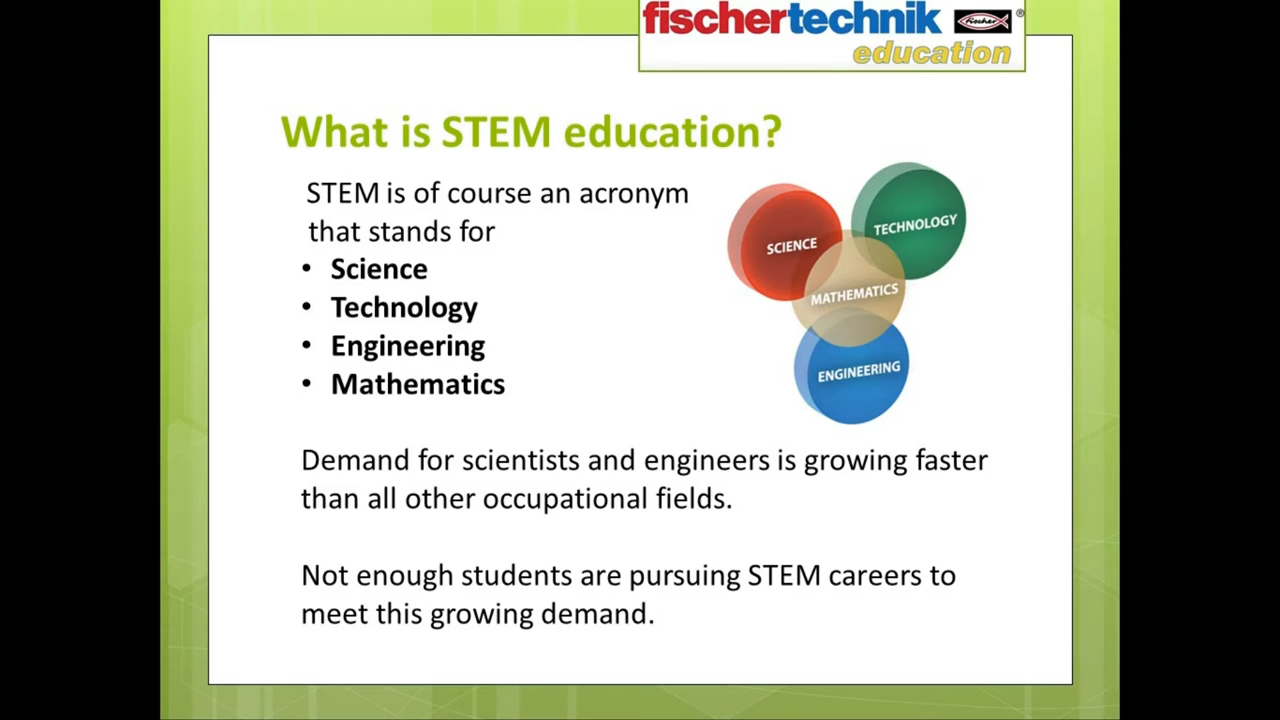 fischertechnik
fischer
®
education
What is STEM education?
STEM is of course an acronym
that stands for
• Science
• Technology
• Engineering
• Mathematics
SCIENCE
TECHNOLOGY
MATHEMATICS
ENGINEERING
Demand for scientists and engineers is growing faster
than all other occupational fields.
Not enough students are pursuing STEM careers to
meet this growing demand.